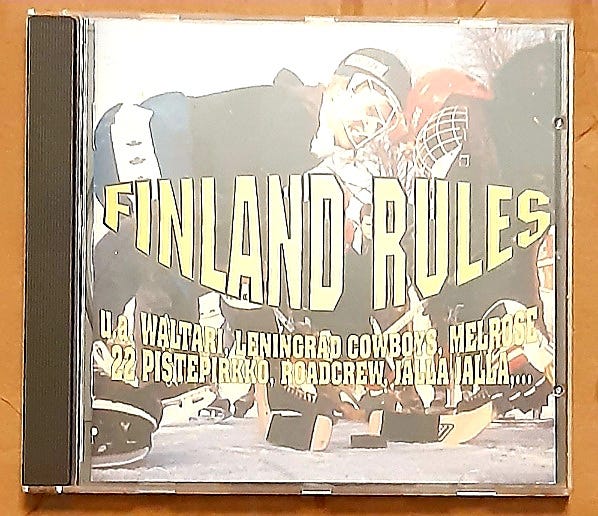 FINLAND RULES
u.a. WALTARI, LENINGRAD COWBOYS, MELROSE
22 PISTEPIRKKO, ROADCREW, JALLA JALLA,...